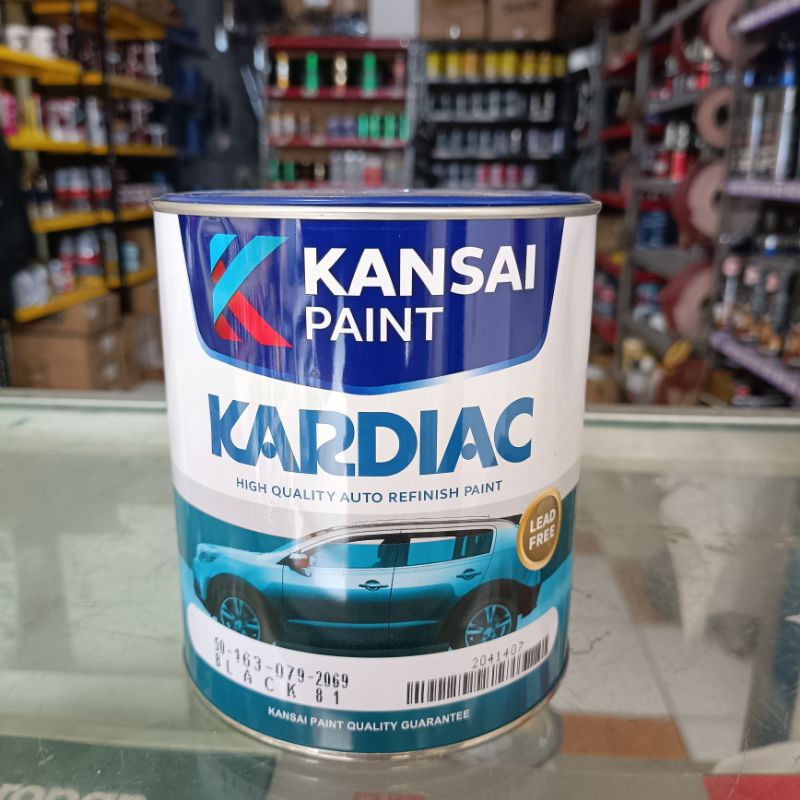 KANSAI
PAINT
KARDIAC
HIGH QUALITY AUTO REFINISH PAINT
LEAD
FREE
50-163-079-2069
BLACK 81
2041407
KANSAI PAINT QUALITY GUARANTEE